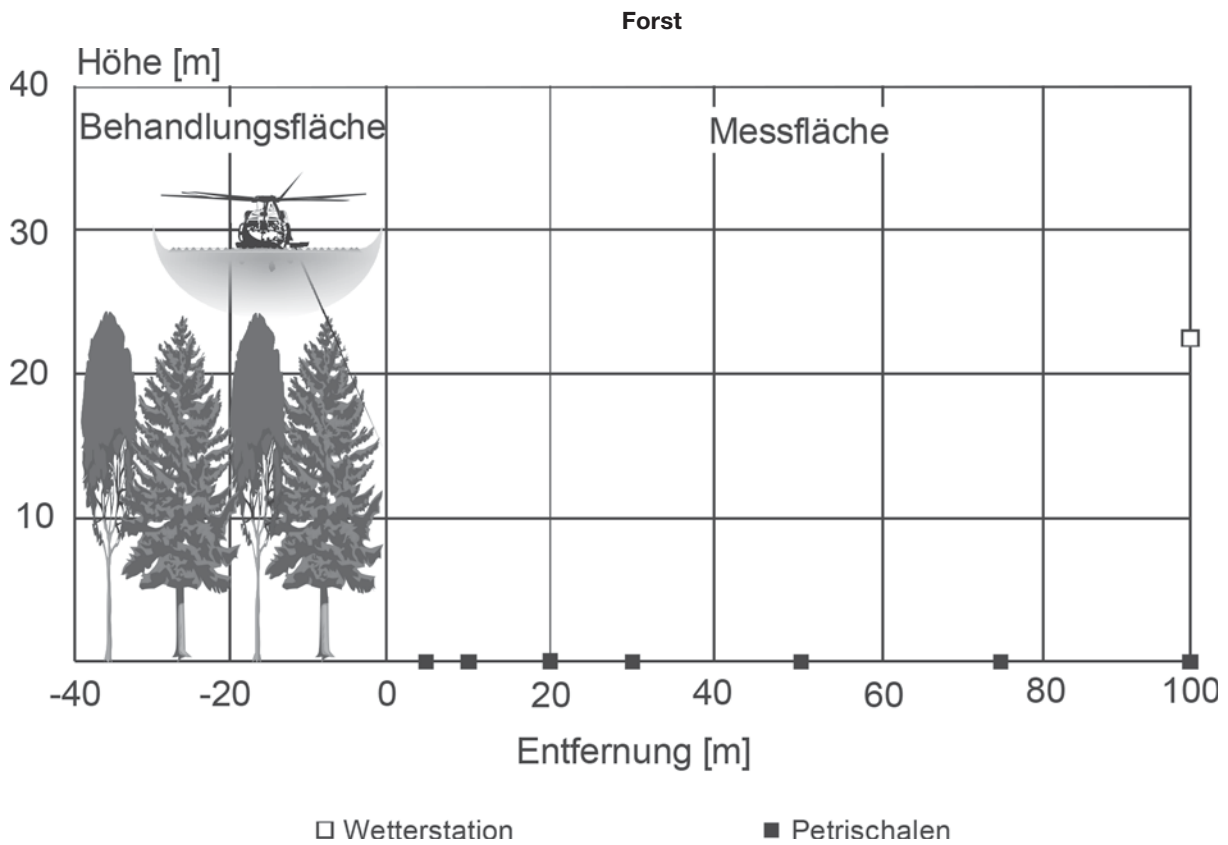 Forst
Höhe [m]
40
Behandlungsfläche
Messfläche
30
20
10
-40 -20 0 20 40 60 80 100
Entfernung [m]
Wetterstation
Petrischalen